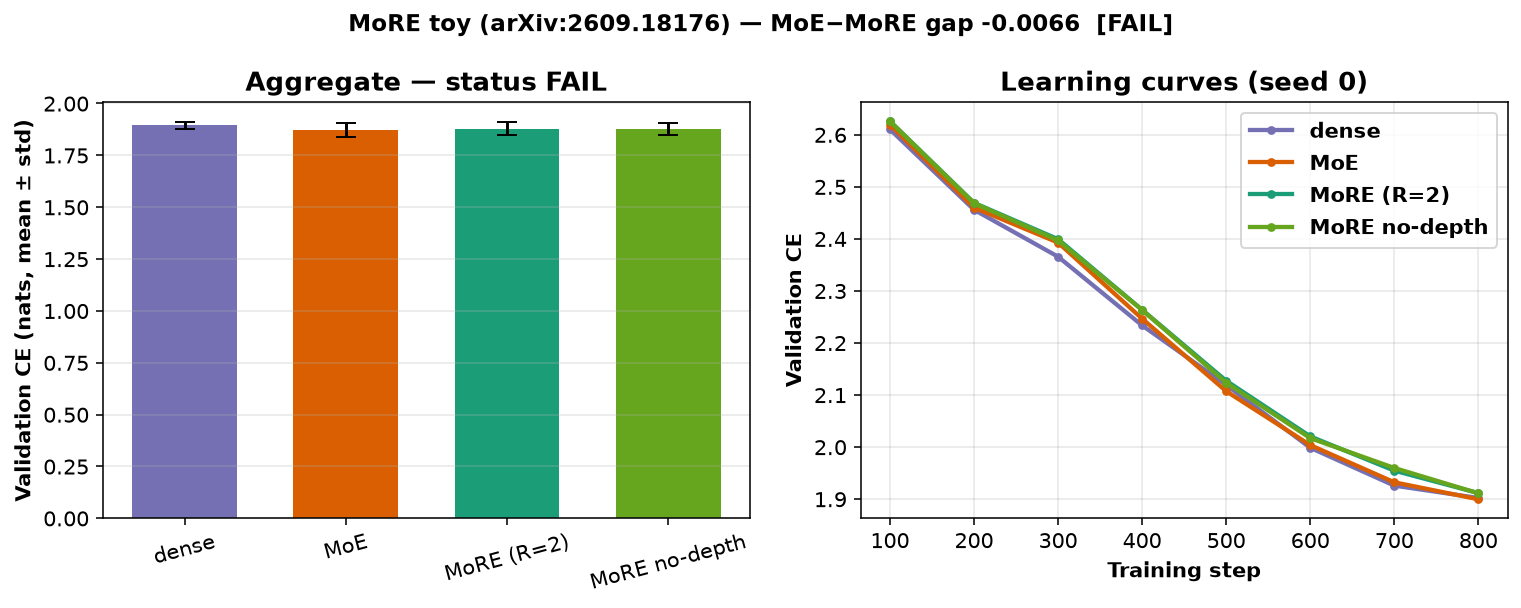 MoRE toy (arXiv:2609.18176) — MoE−MoRE gap -0.0066  [FAIL]
Aggregate — status FAIL
Validation CE (nats, mean ± std)
2.00
1.75
1.50
1.25
1.00
0.75
0.50
0.25
0.00
dense
MoE
MoRE (R=2)
MoRE no-depth
Learning curves (seed 0)
Validation CE
2.6
2.5
2.4
2.3
2.2
2.1
2.0
1.9
dense
MoE
MoRE (R=2)
MoRE no-depth
100 200 300 400 500 600 700 800
Training step